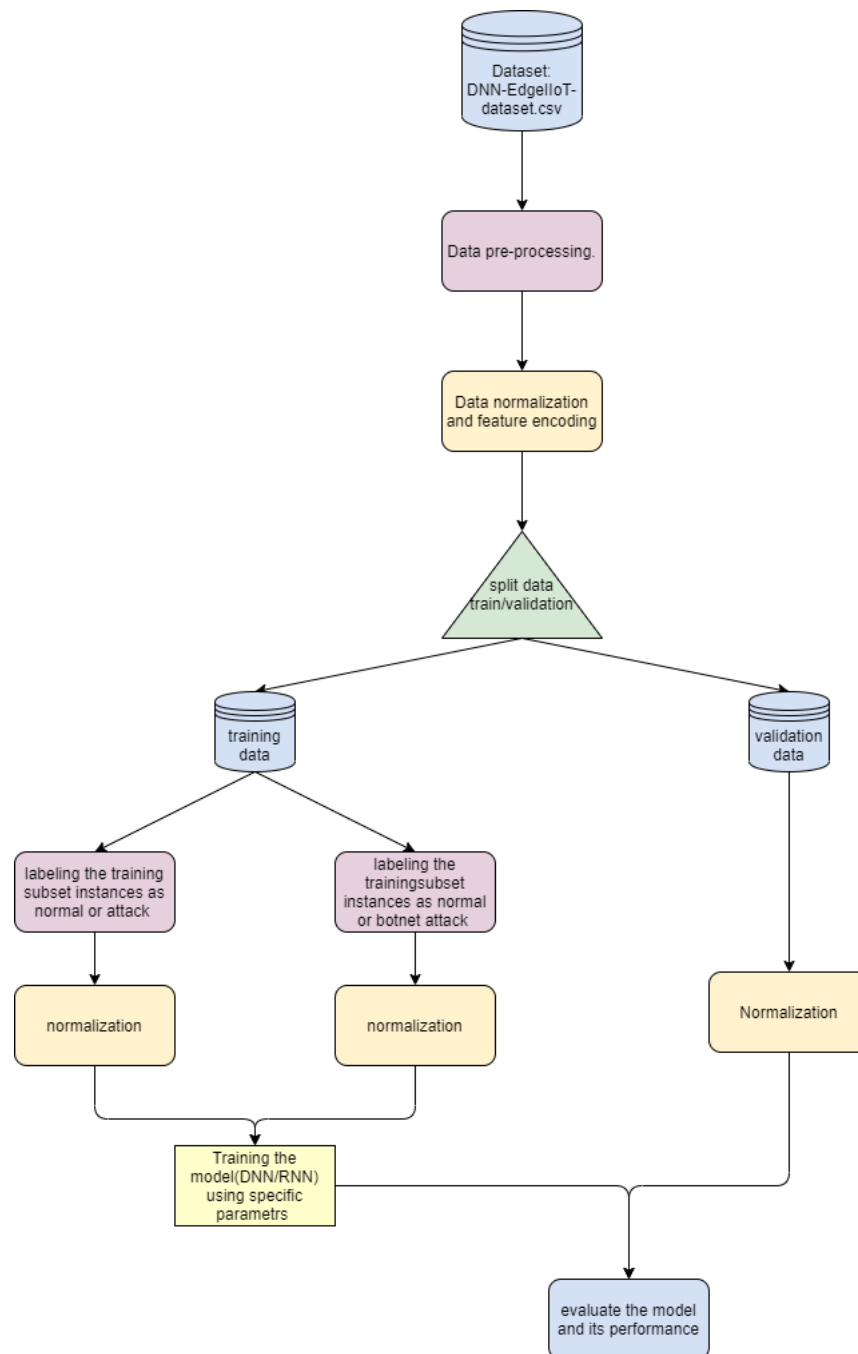 Dataset:
DNN-EdgeIIoT-
dataset.csv
Data pre-processing.
Data normalization
and feature encoding
split data
train/validation
training
data
validation
data
labeling the training
subset instances as
normal or attack
labeling the
trainingsubset
instances as normal
or botnet attack
normalization
normalization
Normalization
Training the
model(DNN/RNN)
using specific
parametrs
evaluate the model
and its performance